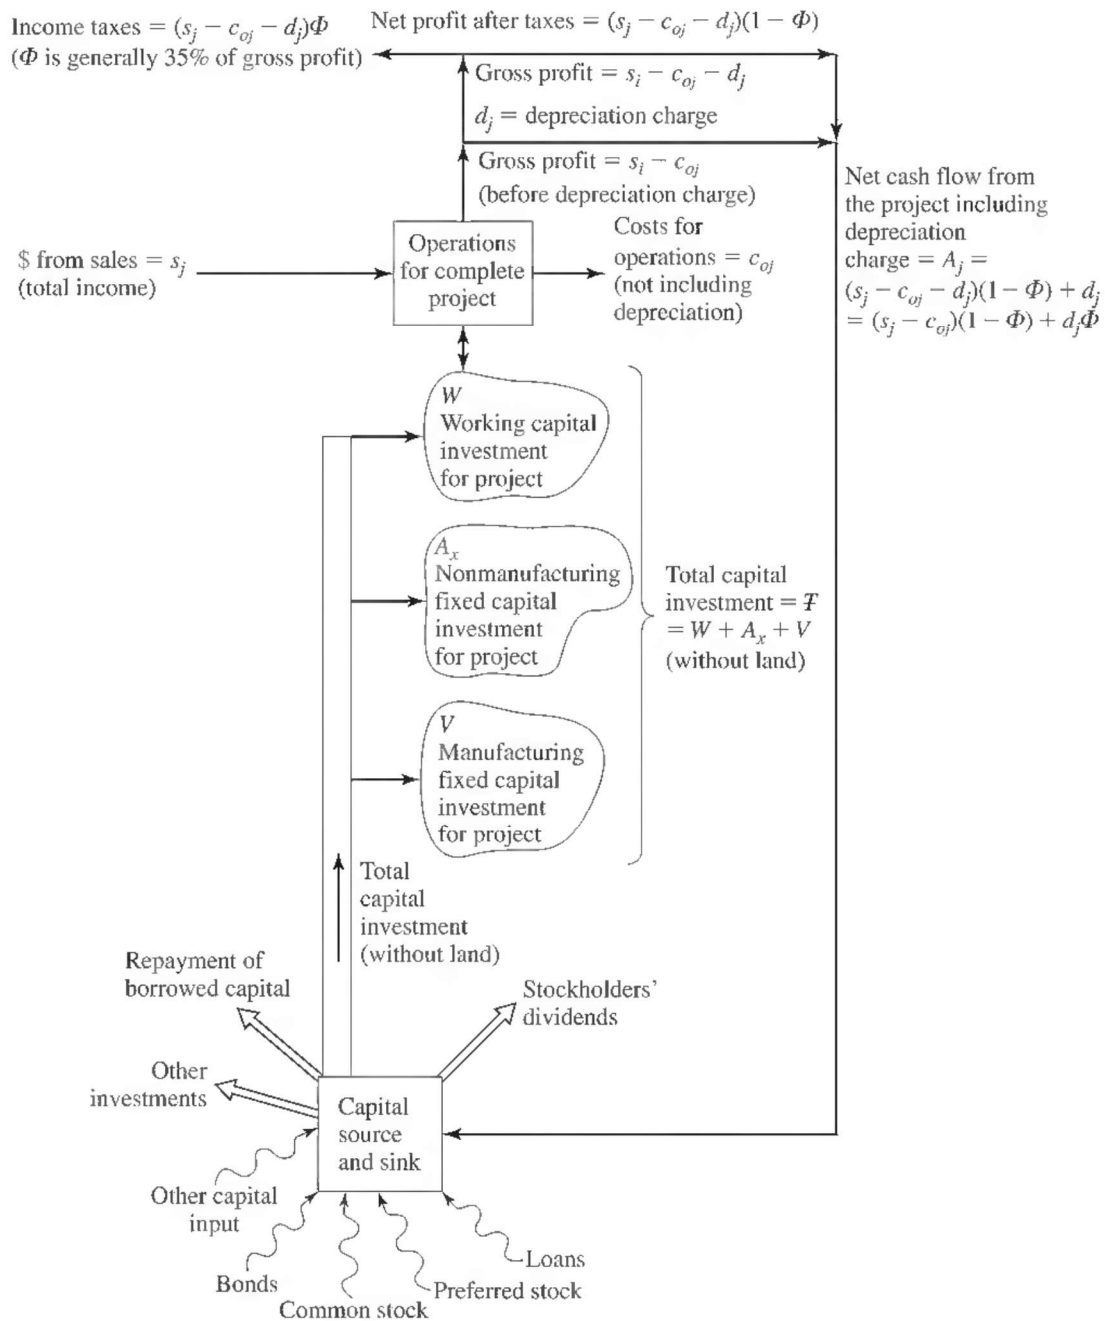 Income taxes = (s_j − c_oj − d_j)Φ
(Φ is generally 35% of gross profit)
Net profit after taxes = (s_j − c_oj − d_j)(1 − Φ)
Gross profit = s_i − c_oj − d_j
d_j = depreciation charge
Gross profit = s_i − c_oj
(before depreciation charge)
Net cash flow from
the project including
depreciation
charge = A_j =
(s_j − c_oj − d_j)(1 − Φ) + d_j
= (s_j − c_oj)(1 − Φ) + d_jΦ
$ from sales = s_j
(total income)
Operations
for complete
project
Costs for
operations = c_oj
(not including
depreciation)
W
Working capital
investment
for project
A_x
Nonmanufacturing
fixed capital
investment
for project
Total capital
investment = T
= W + A_x + V
(without land)
V
Manufacturing
fixed capital
investment
for project
Total
capital
investment
(without land)
Repayment of
borrowed capital
Stockholders'
dividends
Other
investments
Capital
source
and sink
Other capital
input
Bonds
Common stock
Preferred stock
Loans